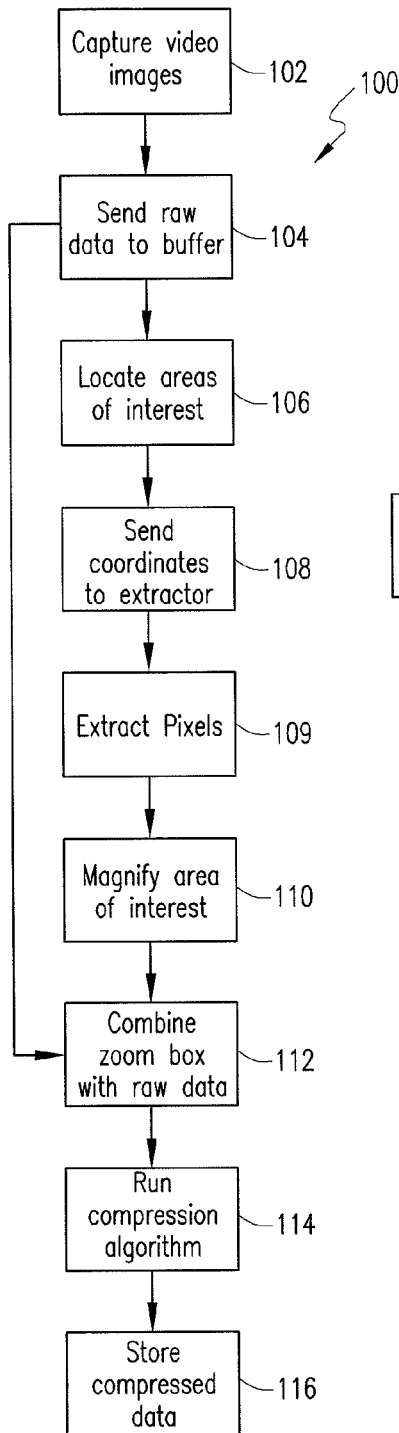 Capture video
images
102
100
Send raw
data to buffer
104
Locate areas
of interest
106
Send
coordinates
to extractor
108
Extract Pixels
109
Magnify area
of interest
110
Combine
zoom box
with raw data
112
Run
compression
algorithm
114
Store
compressed
data
116